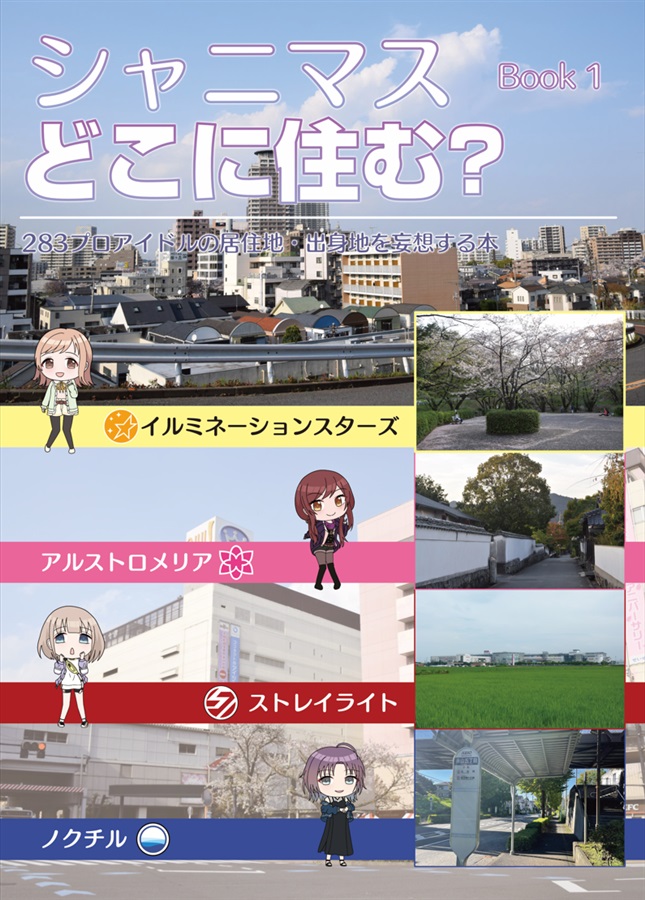 シャニマス
Book 1
どこに住む?
283プロアイドルの居住地・出身地を妄想する本
イルミネーションスターズ
アルストロメリア
ストレイライト
ノクチル